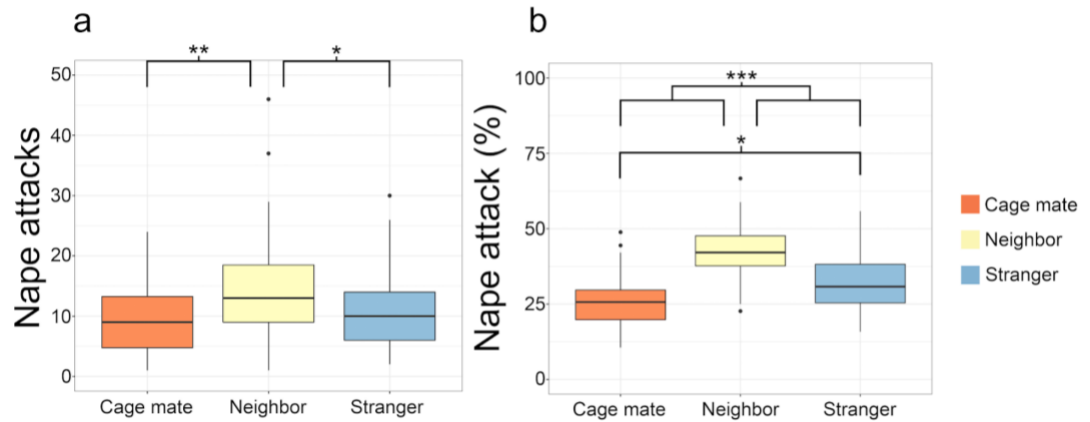 a
Nape attacks
50
40
30
20
10
0
**
*
Cage mate
Neighbor
Stranger
b
Nape attack (%)
100
75
50
25
0
***
*
Cage mate
Neighbor
Stranger
Cage mate
Neighbor
Stranger